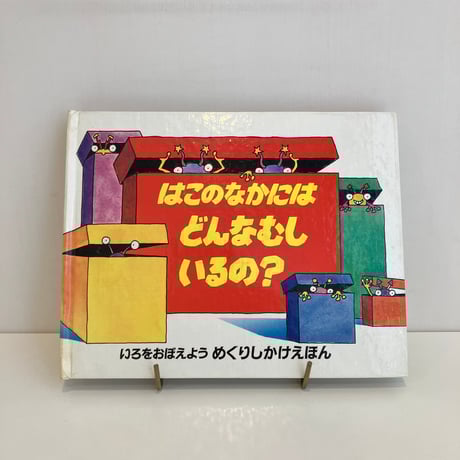 はこのなかには
どんなむし
いるの?
いろをおぼえよう めくりしかけえほん